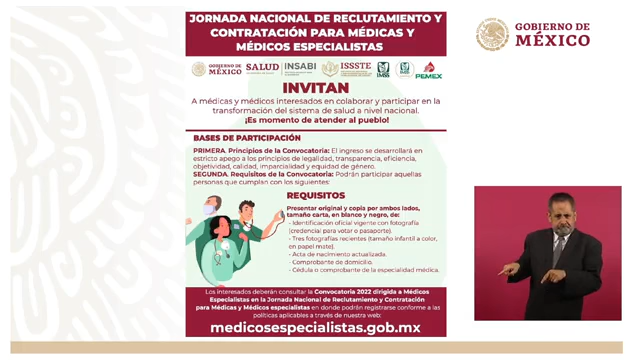 JORNADA NACIONAL DE RECLUTAMIENTO Y
CONTRATACIÓN PARA MÉDICAS Y
MÉDICOS ESPECIALISTAS
GOBIERNO DE
MÉXICO
GOBIERNO DE
MÉXICO
SALUD
INSABI
ISSSTE
IMSS
PEMEX
INVITAN
A médicas y médicos interesados en colaborar y participar en la
transformación del sistema de salud a nivel nacional.
¡Es momento de atender al pueblo!
BASES DE PARTICIPACIÓN
PRIMERA. Principios de la Convocatoria: El ingreso se desarrollará en
estricto apego a los principios de legalidad, transparencia, eficiencia,
objetividad, calidad, imparcialidad y equidad de género.
SEGUNDA. Requisitos de la Convocatoria: Podrán participar aquellas
personas que cumplan con los siguientes:
REQUISITOS
Presentar original y copia por ambos lados,
tamaño carta, en blanco y negro, de:
- Identificación oficial vigente con fotografía
(credencial para votar o pasaporte).
- Tres fotografías recientes (tamaño infantil a color,
en papel mate).
- Acta de nacimiento actualizada.
- Comprobante de domicilio.
- Cédula o comprobante de la especialidad médica.
Los interesados deberán consultar la Convocatoria 2022 dirigida a Médicos
Especialistas en la Jornada Nacional de Reclutamiento y Contratación
para Médicas y Médicos especialistas en donde podrán registrarse conforme a las
políticas aplicables a través de nuestra web:
medicosespecialistas.gob.mx